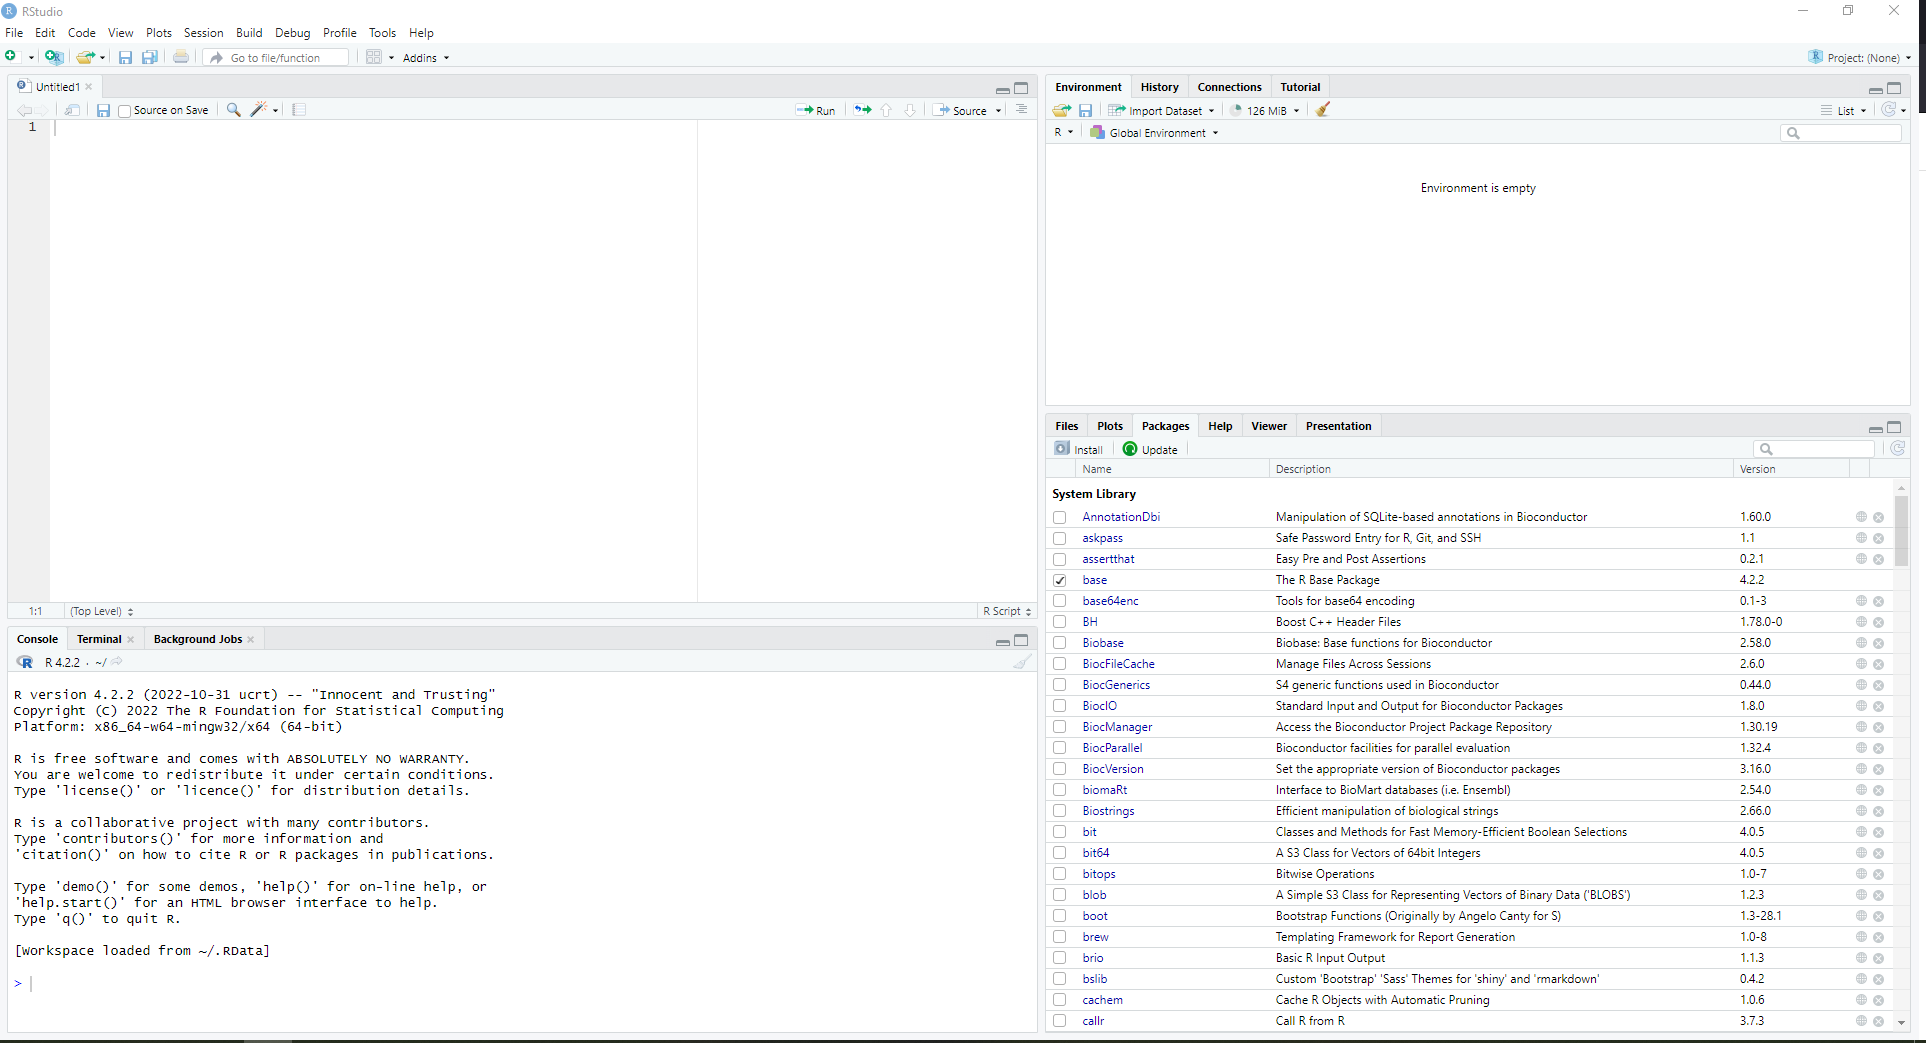 RStudio
File Edit Code View Plots Session Build Debug Profile Tools Help
Go to file/function Addins Project: (None)
Untitled1
Source on Save Run Source
1
1:1 (Top Level) R Script
Console Terminal Background Jobs
R 4.2.2 · ~/
R version 4.2.2 (2022-10-31 ucrt) -- "Innocent and Trusting"
Copyright (C) 2022 The R Foundation for Statistical Computing
Platform: x86_64-w64-mingw32/x64 (64-bit)
R is free software and comes with ABSOLUTELY NO WARRANTY.
You are welcome to redistribute it under certain conditions.
Type 'license()' or 'licence()' for distribution details.
R is a collaborative project with many contributors.
Type 'contributors()' for more information and
'citation()' on how to cite R or R packages in publications.
Type 'demo()' for some demos, 'help()' for on-line help, or
'help.start()' for an HTML browser interface to help.
Type 'q()' to quit R.
[Workspace loaded from ~/.RData]
>
Environment History Connections Tutorial
Import Dataset 126 MiB List
R Global Environment
Environment is empty
Files Plots Packages Help Viewer Presentation
Install Update
Name Description Version
System Library
AnnotationDbi Manipulation of SQLite-based annotations in Bioconductor 1.60.0
askpass Safe Password Entry for R, Git, and SSH 1.1
assertthat Easy Pre and Post Assertions 0.2.1
base The R Base Package 4.2.2
base64enc Tools for base64 encoding 0.1-3
BH Boost C++ Header Files 1.78.0-0
Biobase Biobase: Base functions for Bioconductor 2.58.0
BiocFileCache Manage Files Across Sessions 2.6.0
BiocGenerics S4 generic functions used in Bioconductor 0.44.0
BiocIO Standard Input and Output for Bioconductor Packages 1.8.0
BiocManager Access the Bioconductor Project Package Repository 1.30.19
BiocParallel Bioconductor facilities for parallel evaluation 1.32.4
BiocVersion Set the appropriate version of Bioconductor packages 3.16.0
biomaRt Interface to BioMart databases (i.e. Ensembl) 2.54.0
Biostrings Efficient manipulation of biological strings 2.66.0
bit Classes and Methods for Fast Memory-Efficient Boolean Selections 4.0.5
bit64 A S3 Class for Vectors of 64bit Integers 4.0.5
bitops Bitwise Operations 1.0-7
blob A Simple S3 Class for Representing Vectors of Binary Data ('BLOBS') 1.2.3
boot Bootstrap Functions (Originally by Angelo Canty for S) 1.3-28.1
brew Templating Framework for Report Generation 1.0-8
brio Basic R Input Output 1.1.3
bslib Custom 'Bootstrap' 'Sass' Themes for 'shiny' and 'rmarkdown' 0.4.2
cachem Cache R Objects with Automatic Pruning 1.0.6
callr Call R from R 3.7.3